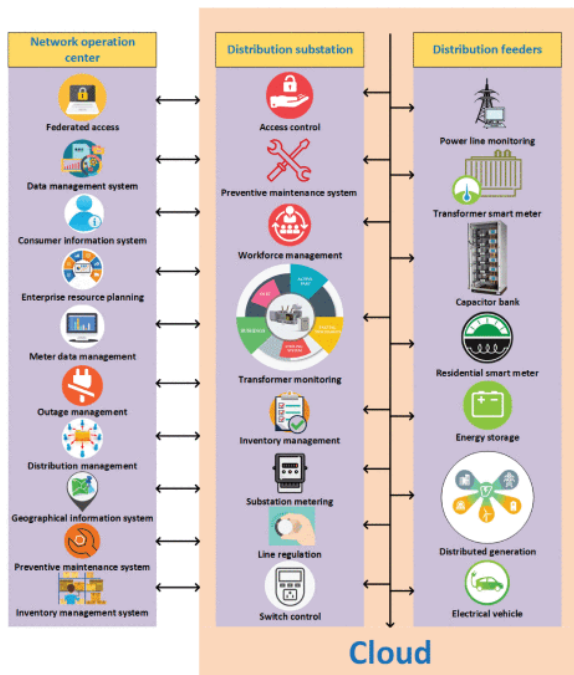 Network operation
center
Federated access
Data management system
Consumer information system
Enterprise resource planning
Meter data management
Outage management
Distribution management
Geographical information system
Preventive maintenance system
Inventory management system
Distribution substation
Access control
Preventive maintenance system
Workforce management
Transformer monitoring
Inventory management
Substation metering
Line regulation
Switch control
Distribution feeders
Power line monitoring
Transformer smart meter
Capacitor bank
Residential smart meter
Energy storage
Distributed generation
Electrical vehicle
Cloud